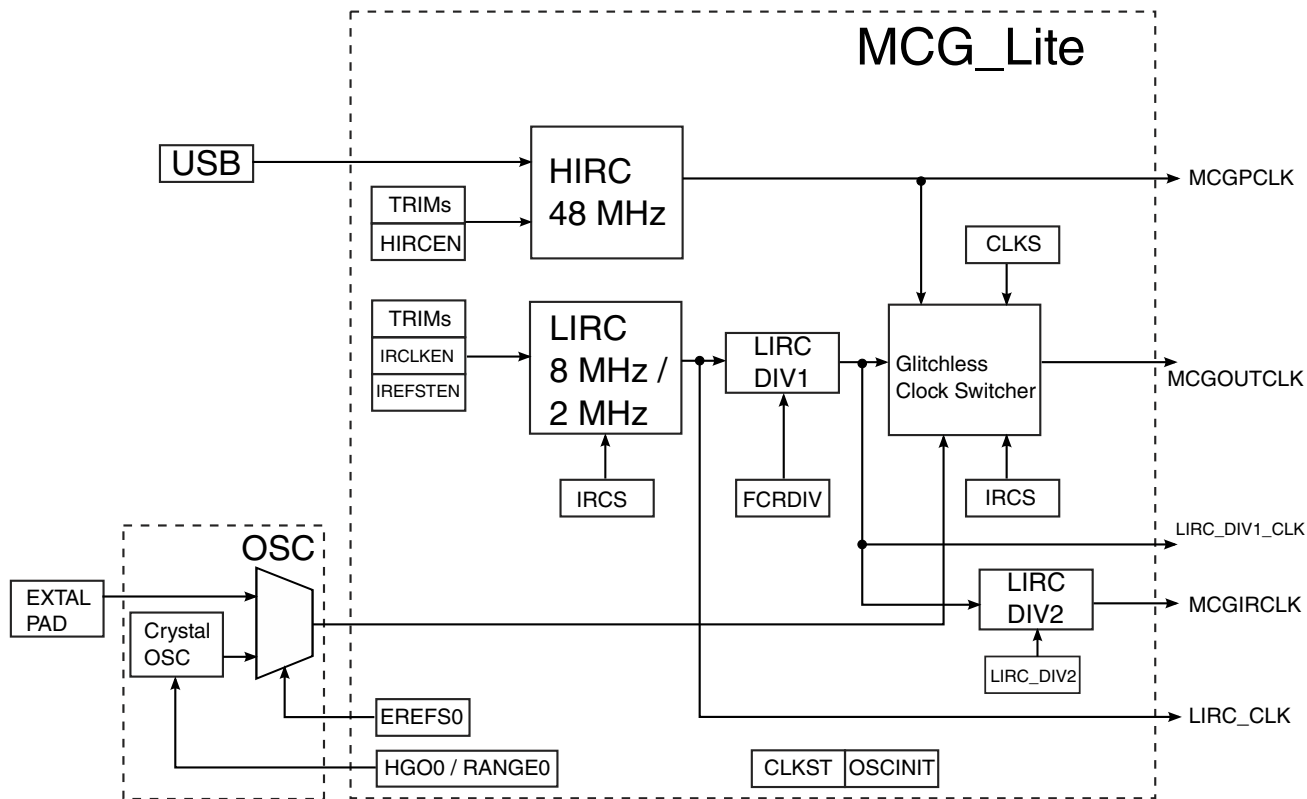 MCG_Lite
USB
HIRC
48 MHz
MCGPCLK
TRIMs
HIRCEN
CLKS
TRIMs
IRCLKEN
IREFSTEN
LIRC
8 MHz /
2 MHz
LIRC
DIV1
Glitchless
Clock Switcher
MCGOUTCLK
IRCS
FCRDIV
IRCS
LIRC_DIV1_CLK
OSC
EXTAL
PAD
Crystal
OSC
LIRC
DIV2
MCGIRCLK
LIRC_DIV2
EREFS0
LIRC_CLK
HGO0 / RANGE0
CLKST
OSCINIT